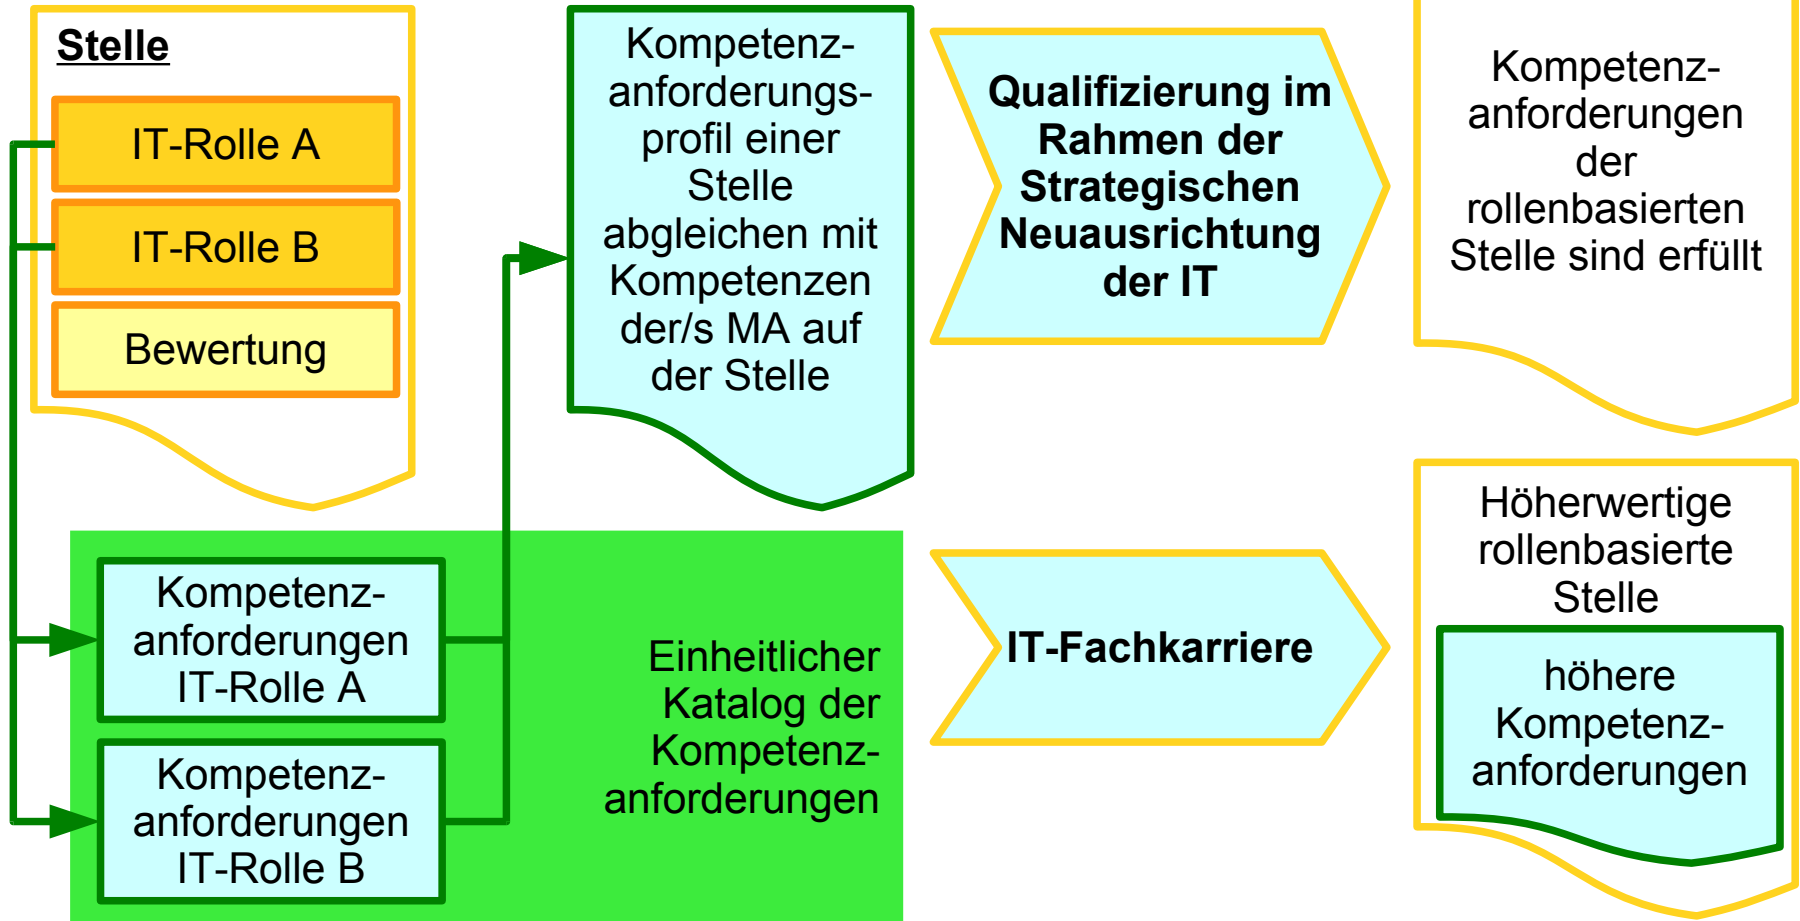 Stelle
IT-Rolle A
IT-Rolle B
Bewertung
Kompetenz-
anforderungs-
profil einer
Stelle
abgleichen mit
Kompetenzen
der/s MA auf
der Stelle
Qualifizierung im
Rahmen der
Strategischen
Neuausrichtung
der IT
Kompetenz-
anforderungen
der
rollenbasierten
Stelle sind erfüllt
Kompetenz-
anforderungen
IT-Rolle A
Kompetenz-
anforderungen
IT-Rolle B
Einheitlicher
Katalog der
Kompetenz-
anforderungen
IT-Fachkarriere
Höherwertige
rollenbasierte
Stelle
höhere
Kompetenz-
anforderungen